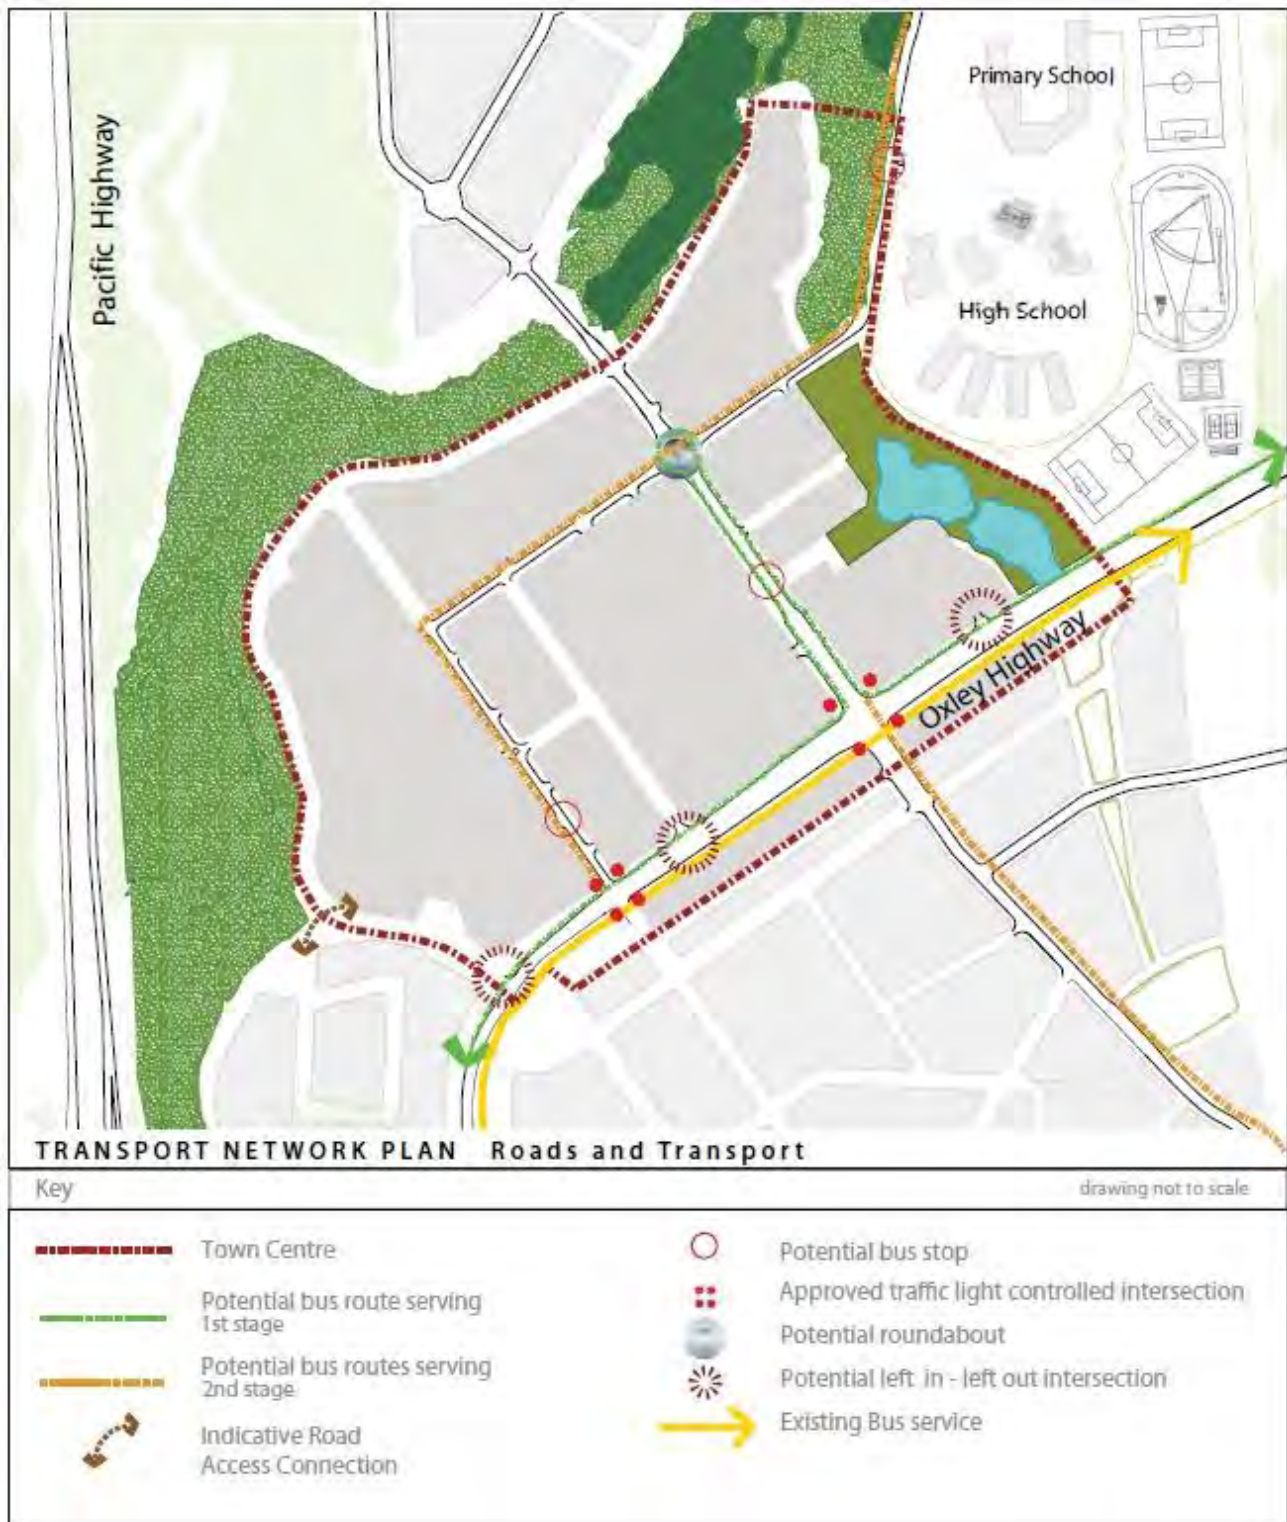 Primary School
Pacific Highway
High School
Oxley Highway
TRANSPORT NETWORK PLAN Roads and Transport
Key
drawing not to scale
Town Centre
Potential bus route serving
1st stage
Potential bus routes serving
2nd stage
Indicative Road
Access Connection
Potential bus stop
Approved traffic light controlled intersection
Potential roundabout
Potential left in - left out intersection
Existing Bus service